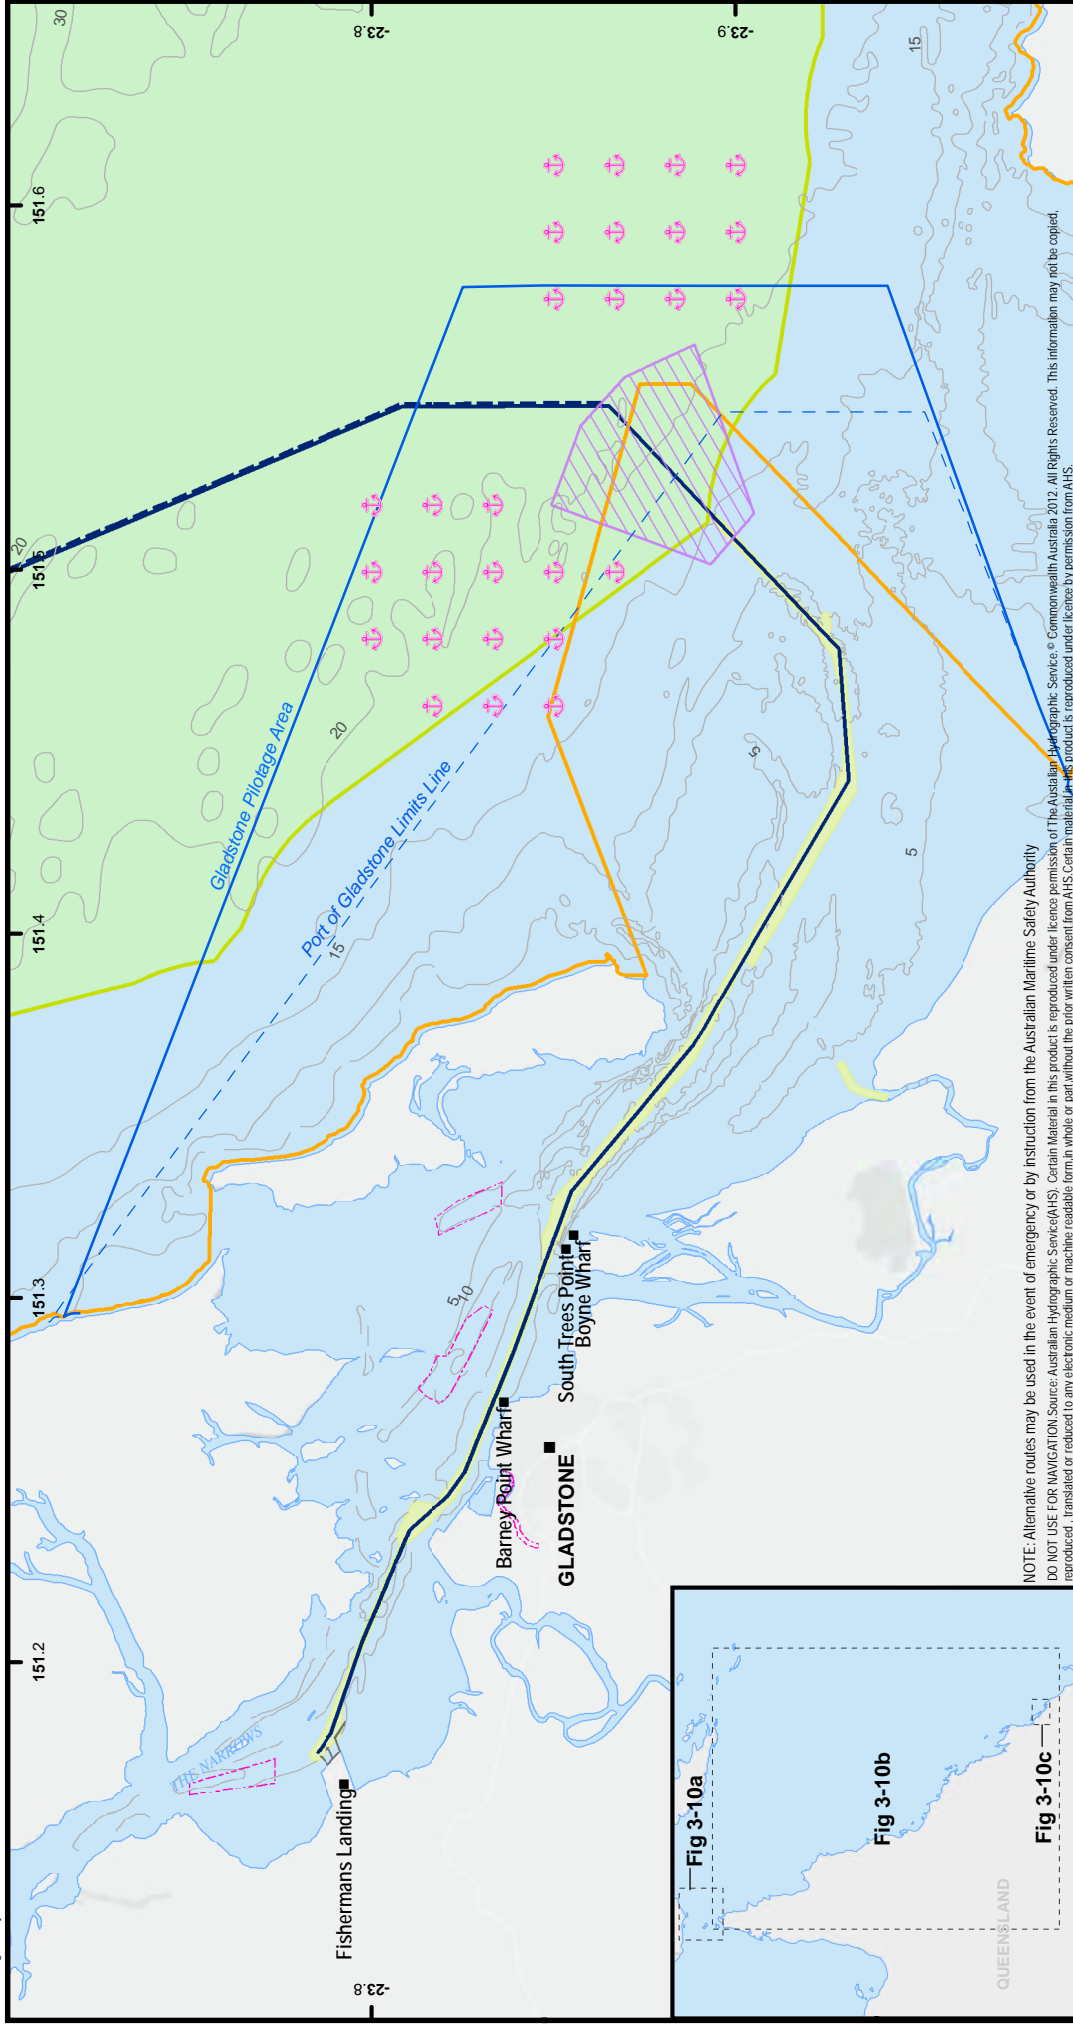 151.2
151.3
151.4
151.5
151.6
30
20
-23.8
-23.8
-23.9
15
Gladstone Pilotage Area
20
Port of Gladstone Limits Line
15
THE NARROWS
Fishermans Landing
5
10
Barney Point Wharf
GLADSTONE
South Trees Point
Boyne Wharf
5
5
Fig 3-10a
Fig 3-10b
Fig 3-10c
QUEENSLAND
NOTE: Alternative routes may be used in the event of emergency or by instruction from the Australian Maritime Safety Authority
DO NOT USE FOR NAVIGATION.Source: Australian Hydrographic Service(AHS). Certain Material in this product is reproduced under licence permission of The Austalian Hydrographic Service.© Commonwealth Australia 2012. All Rights Reserved. This information may not be copied,
reproduced , translated or reduced to any electronic medium or machine readable form,in whole or part,without the prior written consent from AHS.Certain material in this product is reproduced under licence by permission from AHS.